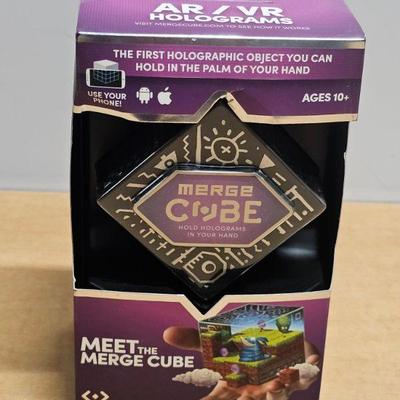 AR / VR
HOLOGRAMS
VISIT MERGECUBE.COM TO SEE HOW IT WORKS
THE FIRST HOLOGRAPHIC OBJECT YOU CAN
HOLD IN THE PALM OF YOUR HAND
USE YOUR
PHONE!
AGES 10+
MERGE
CUBE
HOLD HOLOGRAMS
IN YOUR HAND
MEET THE
MERGE CUBE